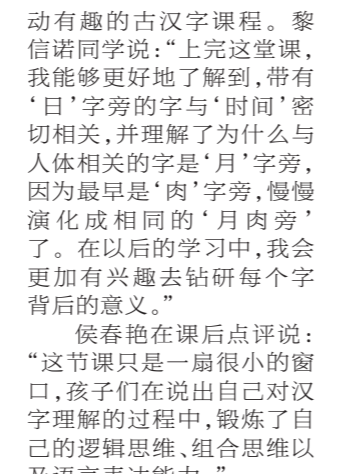 动有趣的古汉字课程。黎
信诺同学说：“上完这堂课，
我能够更好地了解到，带有
‘日’字旁的字与‘时间’密
切相关，并理解了为什么与
人体相关的字是‘月’字旁，
因为最早是‘肉’字旁，慢慢
演化成相同的‘月肉旁’
了。在以后的学习中，我会
更加有兴趣去钻研每个字
背后的意义。”
侯春艳在课后点评说：
“这节课只是一扇很小的窗
口，孩子们在说出自己对汉
字理解的过程中，锻炼了自
己的逻辑思维、组合思维以
及语言表达能力。”